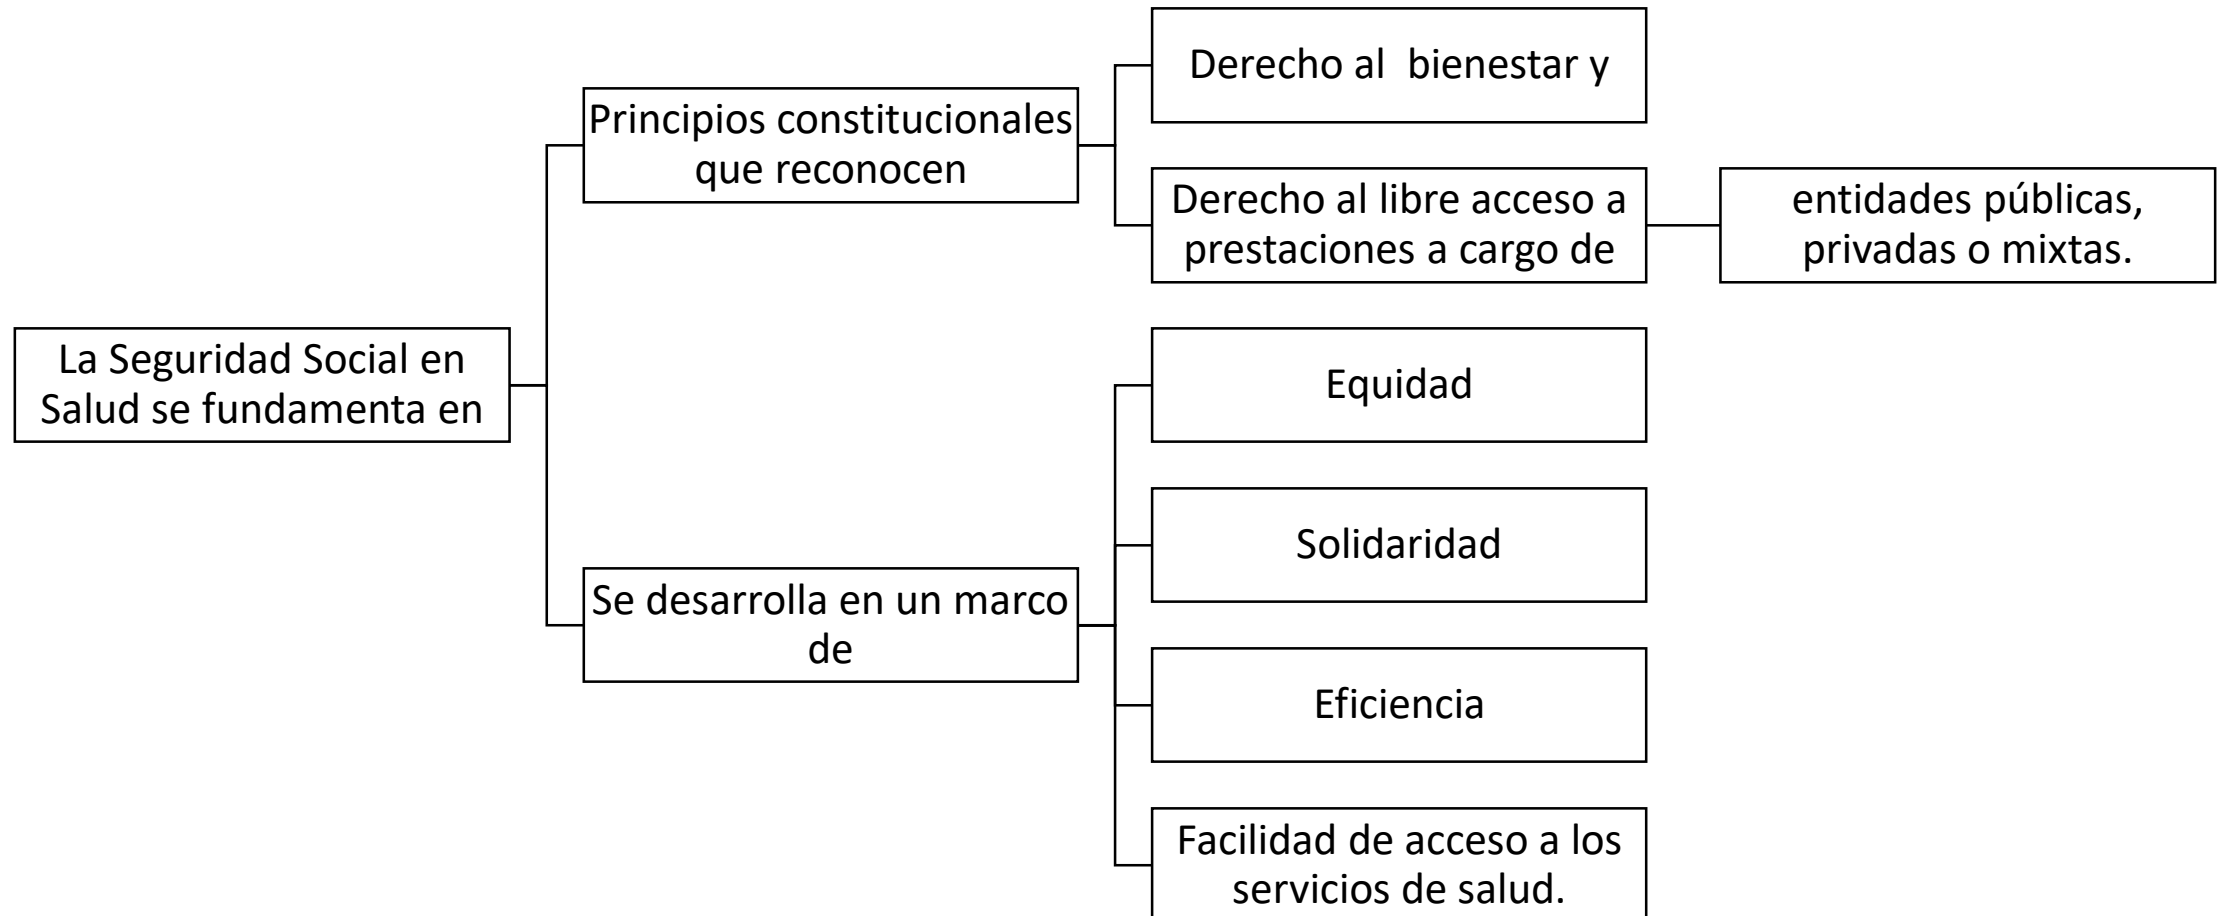 La Seguridad Social en
Salud se fundamenta en
Principios constitucionales
que reconocen
Derecho al  bienestar y
Derecho al libre acceso a
prestaciones a cargo de
entidades públicas,
privadas o mixtas.
Se desarrolla en un marco
de
Equidad
Solidaridad
Eficiencia
Facilidad de acceso a los
servicios de salud.